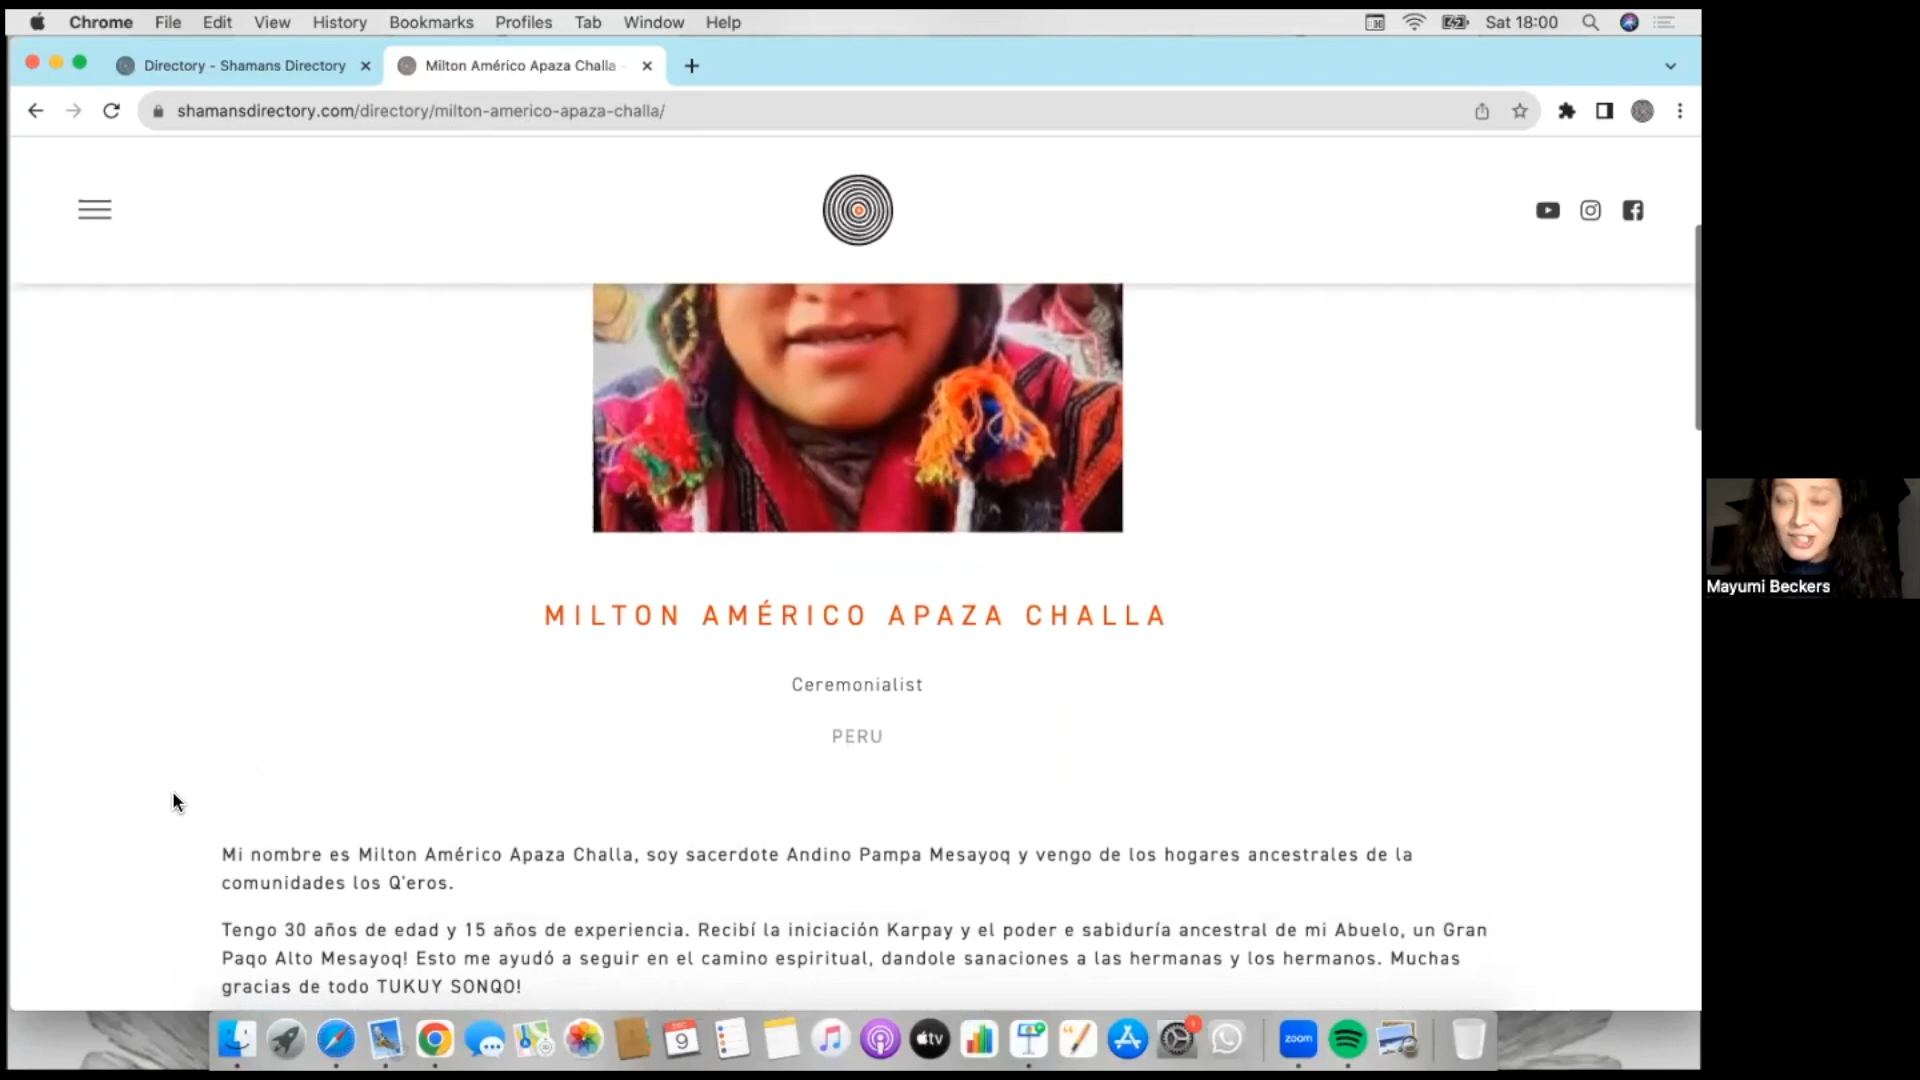 Chrome File Edit View History Bookmarks Profiles Tab Window Help Sat 18:00
Directory - Shamans Directory Milton Américo Apaza Challa
shamansdirectory.com/directory/milton-americo-apaza-challa/
Mayumi Beckers
MILTON AMÉRICO APAZA CHALLA
Ceremonialist
PERU
Mi nombre es Milton Américo Apaza Challa, soy sacerdote Andino Pampa Mesayoq y vengo de los hogares ancestrales de la
comunidades los Q'eros.
Tengo 30 años de edad y 15 años de experiencia. Recibí la iniciación Karpay y el poder e sabiduría ancestral de mi Abuelo, un Gran
Paqo Alto Mesayoq! Esto me ayudó a seguir en el camino espiritual, dandole sanaciones a las hermanas y los hermanos. Muchas
gracias de todo TUKUY SONQO!
DEC 9 tv 1 zoom